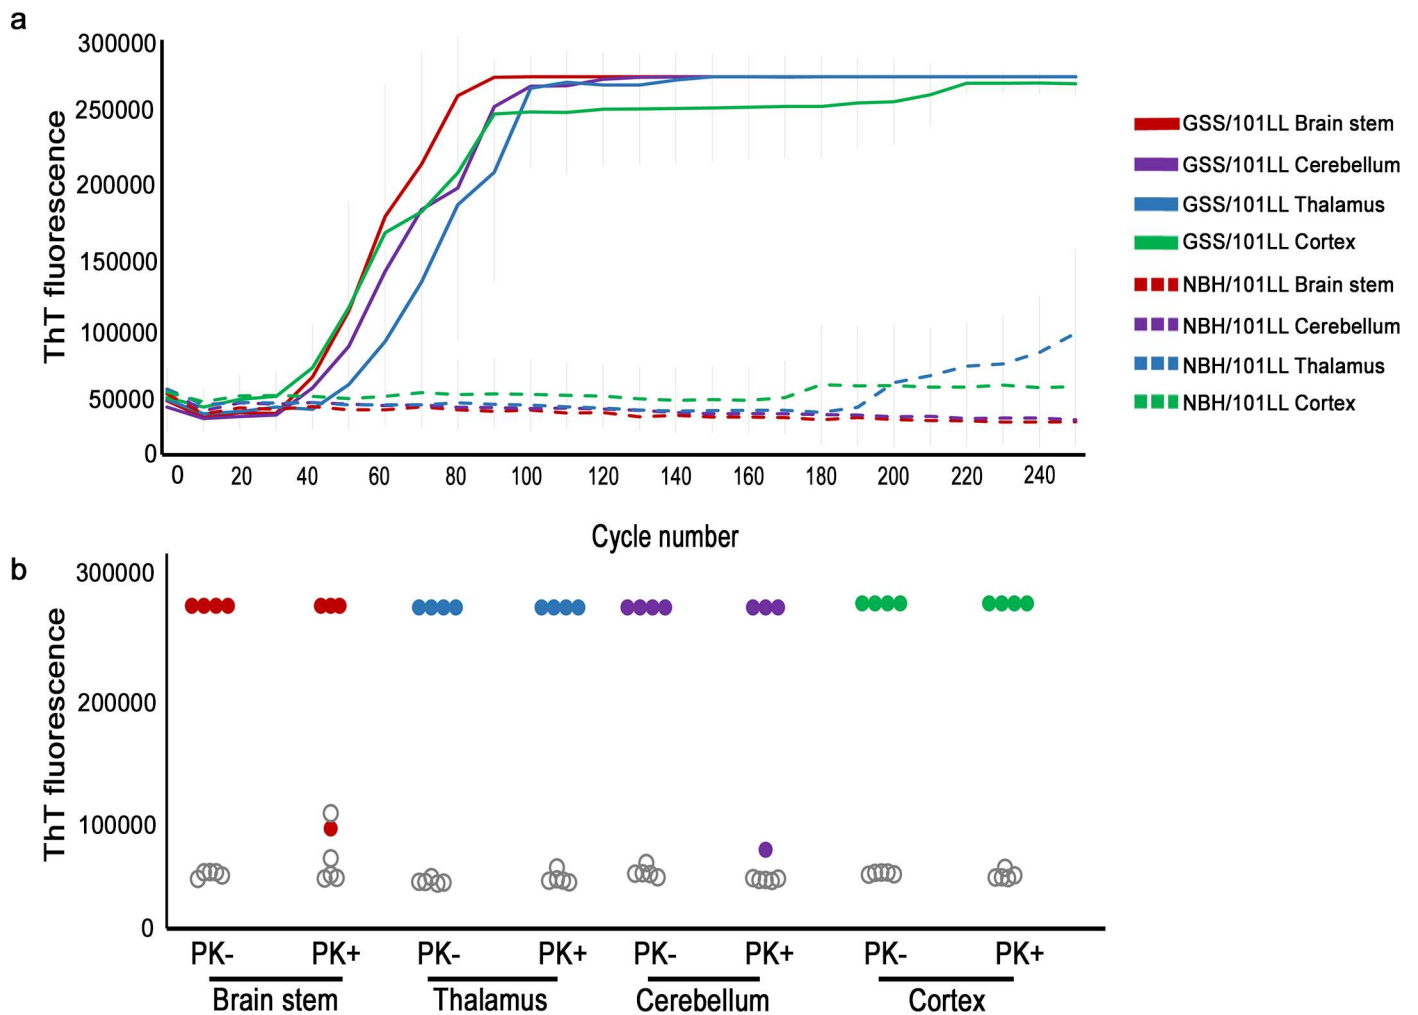 a
300000
250000
200000
150000
100000
50000
0
ThT fluorescence
0 20 40 60 80 100 120 140 160 180 200 220 240
Cycle number
GSS/101LL Brain stem
GSS/101LL Cerebellum
GSS/101LL Thalamus
GSS/101LL Cortex
NBH/101LL Brain stem
NBH/101LL Cerebellum
NBH/101LL Thalamus
NBH/101LL Cortex
b
300000
200000
100000
0
ThT fluorescence
PK- PK+ PK- PK+ PK- PK+ PK- PK+
Brain stem Thalamus Cerebellum Cortex